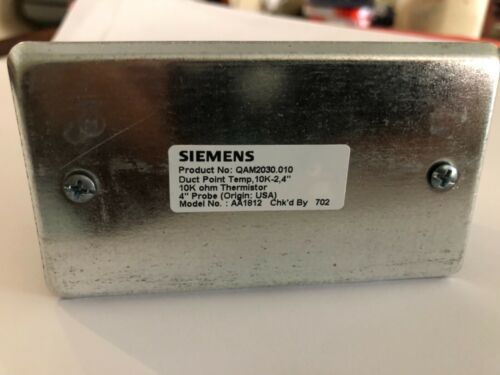 SIEMENS
Product No: QAM2030.010
Duct Point Temp,10K-2,4"
10K ohm Thermistor
4" Probe (Origin: USA)
Model No. : AA1812 Chk'd By 702